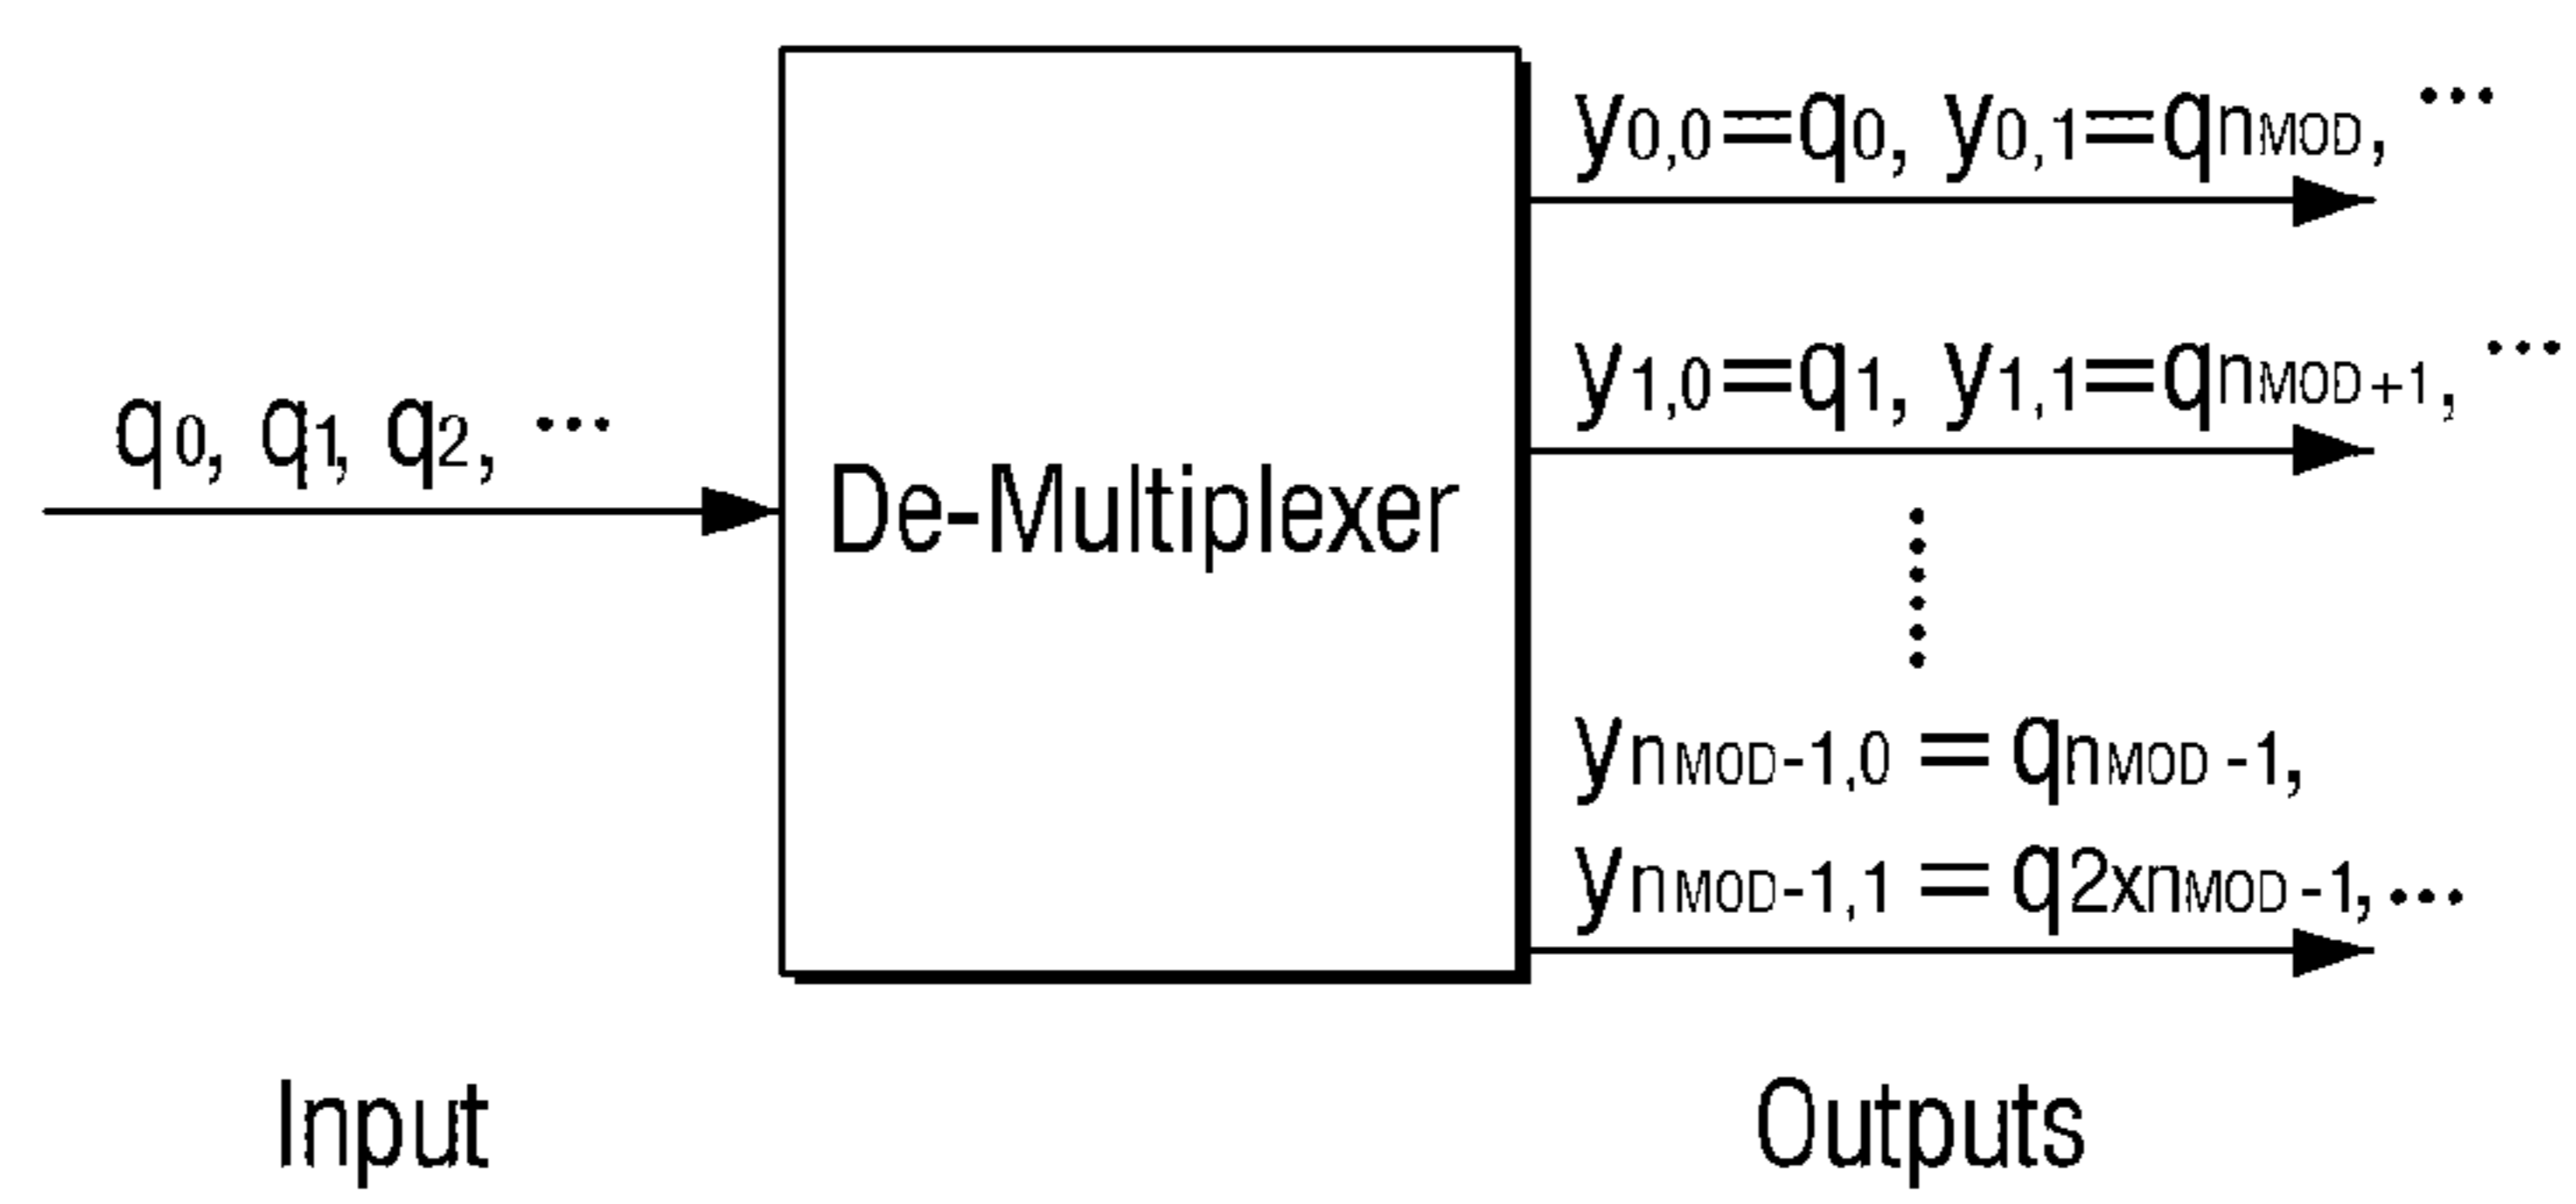 q0, q1, q2, ...
De-Multiplexer
y0,0=q0, y0,1=qnMOD, ...
y1,0=q1, y1,1=qnMOD+1, ...
ynMOD-1,0 = qnMOD -1,
ynMOD-1,1 = q2xnMOD -1, ...
Input
Outputs